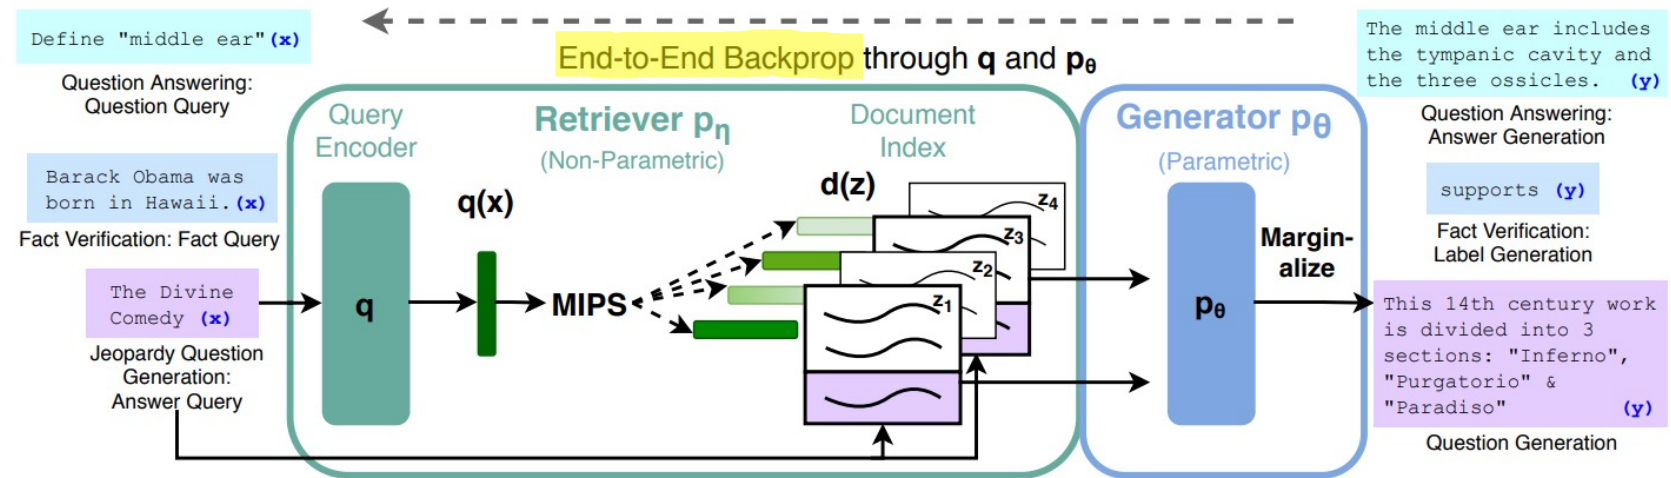 Define "middle ear"(x)
Question Answering:
Question Query
Barack Obama was
born in Hawaii.(x)
Fact Verification: Fact Query
The Divine
Comedy (x)
Jeopardy Question
Generation:
Answer Query
End-to-End Backprop through q and pθ
Query
Encoder
Retriever pη
(Non-Parametric)
Document
Index
q
q(x)
MIPS
d(z)
z4
z3
z2
z1
Generator pθ
(Parametric)
pθ
Margin-
alize
The middle ear includes
the tympanic cavity and
the three ossicles. (y)
Question Answering:
Answer Generation
supports (y)
Fact Verification:
Label Generation
This 14th century work
is divided into 3
sections: "Inferno",
"Purgatorio" &
"Paradiso" (y)
Question Generation